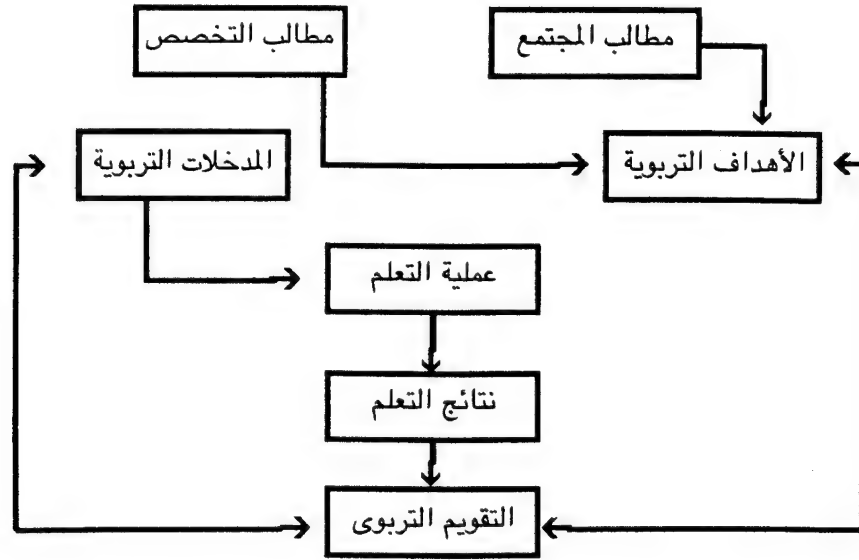 مطالب المجتمع
مطالب التخصص
الأهداف التربوية
المدخلات التربوية
عملية التعلم
نتائج التعلم
التقويم التربوى